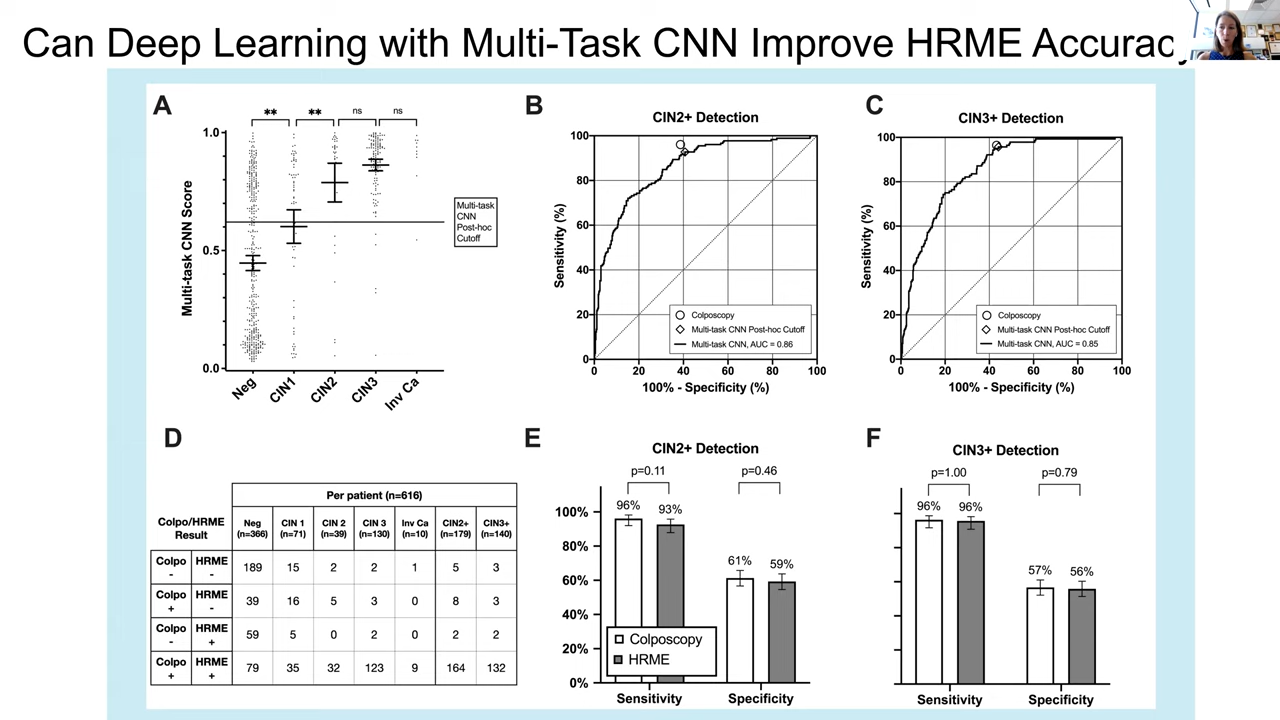 Can Deep Learning with Multi-Task CNN Improve HRME Accuracy
A
** ** ns ns
1.0
0.5
0.0
Multi-task CNN Score
Neg CIN1 CIN2 CIN3 Inv Ca
Multi-task
CNN
Post-hoc
Cutoff
B
CIN2+ Detection
100
80
60
40
20
0
Sensitivity (%)
0 20 40 60 80 100
100% - Specificity (%)
Colposcopy
Multi-task CNN Post-hoc Cutoff
Multi-task CNN, AUC = 0.86
C
CIN3+ Detection
100
80
60
40
20
0
Sensitivity (%)
0 20 40 60 80 100
100% - Specificity (%)
Colposcopy
Multi-task CNN Post-hoc Cutoff
Multi-task CNN, AUC = 0.85
D
Per patient (n=616)
Colpo/HRME
Result
Neg CIN 1 CIN 2 CIN 3 Inv Ca CIN2+ CIN3+
(n=366) (n=71) (n=39) (n=130) (n=10) (n=179) (n=140)
Colpo HRME
- - 189 15 2 2 1 5 3
Colpo HRME
+ - 39 16 5 3 0 8 3
Colpo HRME
- + 59 5 0 2 0 2 2
Colpo HRME
+ + 79 35 32 123 9 164 132
E
CIN2+ Detection
p=0.11 p=0.46
100%
80%
60%
40%
20%
0%
96% 93% 61% 59%
Colposcopy
HRME
Sensitivity Specificity
F
CIN3+ Detection
p=1.00 p=0.79
96% 96% 57% 56%
Sensitivity Specificity